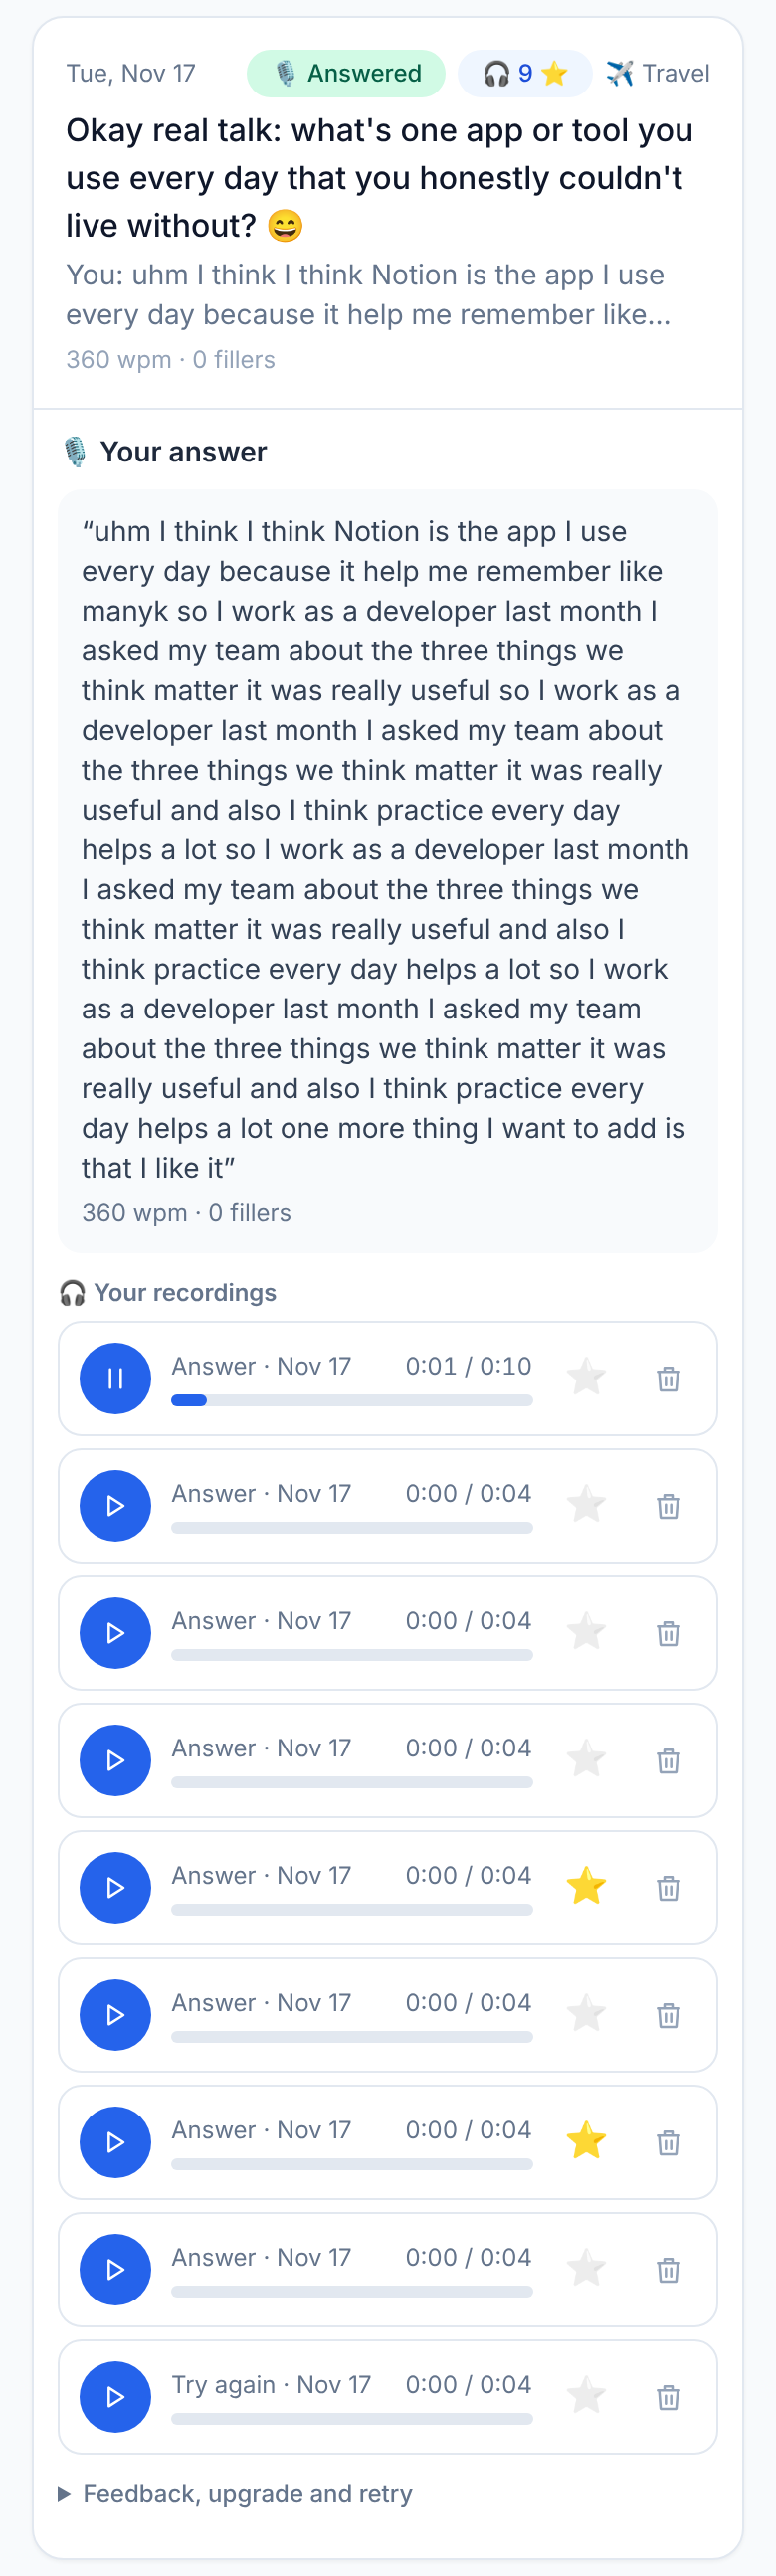 Tue, Nov 17 🎙️ Answered 🎧 9 ⭐ ✈️ Travel
Okay real talk: what's one app or tool you
use every day that you honestly couldn't
live without? 😄
You: uhm I think I think Notion is the app I use
every day because it help me remember like...
360 wpm · 0 fillers
🎙️ Your answer
“uhm I think I think Notion is the app I use
every day because it help me remember like
manyk so I work as a developer last month I
asked my team about the three things we
think matter it was really useful so I work as a
developer last month I asked my team about
the three things we think matter it was really
useful and also I think practice every day
helps a lot so I work as a developer last month
I asked my team about the three things we
think matter it was really useful and also I
think practice every day helps a lot so I work
as a developer last month I asked my team
about the three things we think matter it was
really useful and also I think practice every
day helps a lot one more thing I want to add is
that I like it”
360 wpm · 0 fillers
🎧 Your recordings
Answer · Nov 17 0:01 / 0:10
Answer · Nov 17 0:00 / 0:04
Answer · Nov 17 0:00 / 0:04
Answer · Nov 17 0:00 / 0:04
Answer · Nov 17 0:00 / 0:04
Answer · Nov 17 0:00 / 0:04
Answer · Nov 17 0:00 / 0:04
Answer · Nov 17 0:00 / 0:04
Try again · Nov 17 0:00 / 0:04
Feedback, upgrade and retry